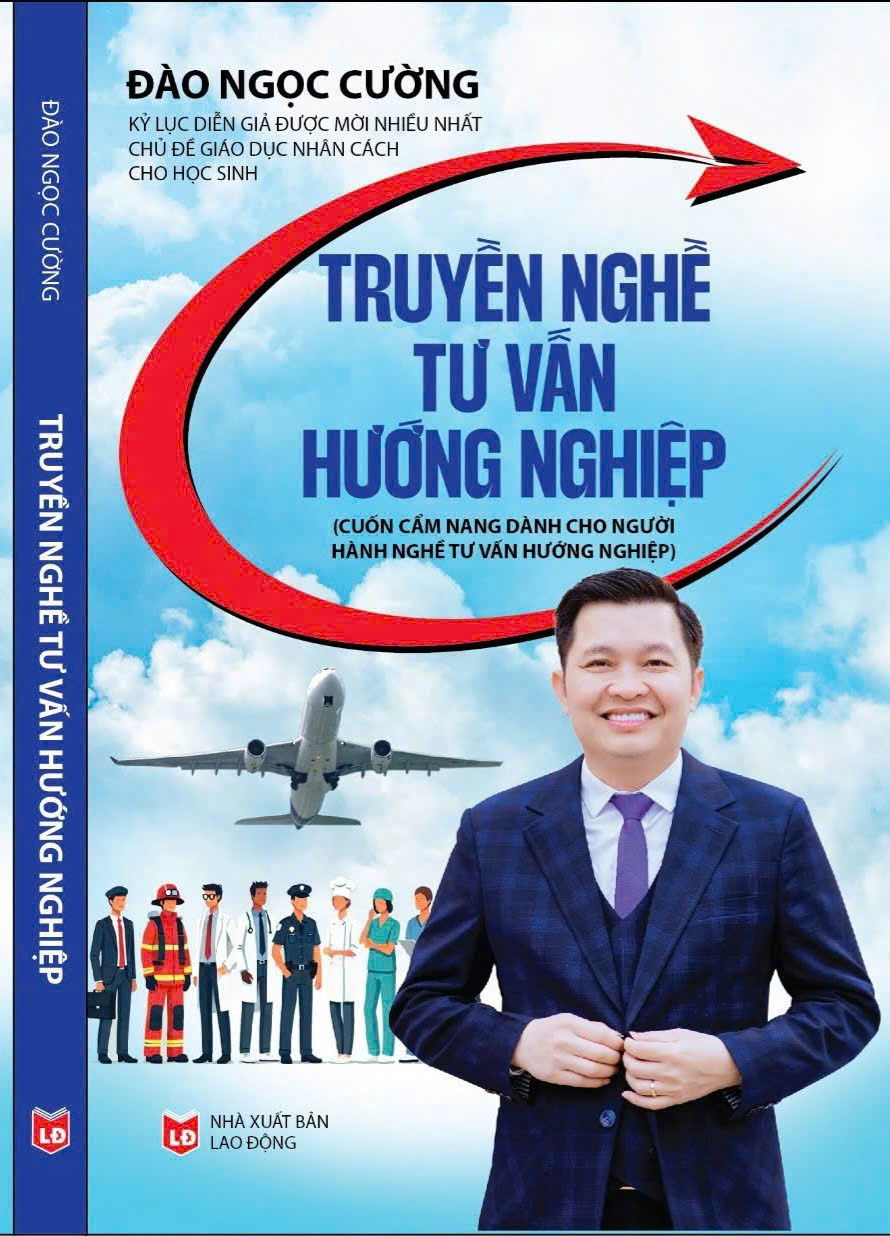 ĐÀO NGỌC CƯỜNG
TRUYỀN NGHỀ TƯ VẤN HƯỚNG NGHIỆP
LĐ
ĐÀO NGỌC CƯỜNG
KỶ LỤC DIỄN GIẢ ĐƯỢC MỜI NHIỀU NHẤT
CHỦ ĐỀ GIÁO DỤC NHÂN CÁCH
CHO HỌC SINH
TRUYỀN NGHỀ
TƯ VẤN
HƯỚNG NGHIỆP
(CUỐN CẨM NANG DÀNH CHO NGƯỜI
HÀNH NGHỀ TƯ VẤN HƯỚNG NGHIỆP)
LĐ
NHÀ XUẤT BẢN
LAO ĐỘNG